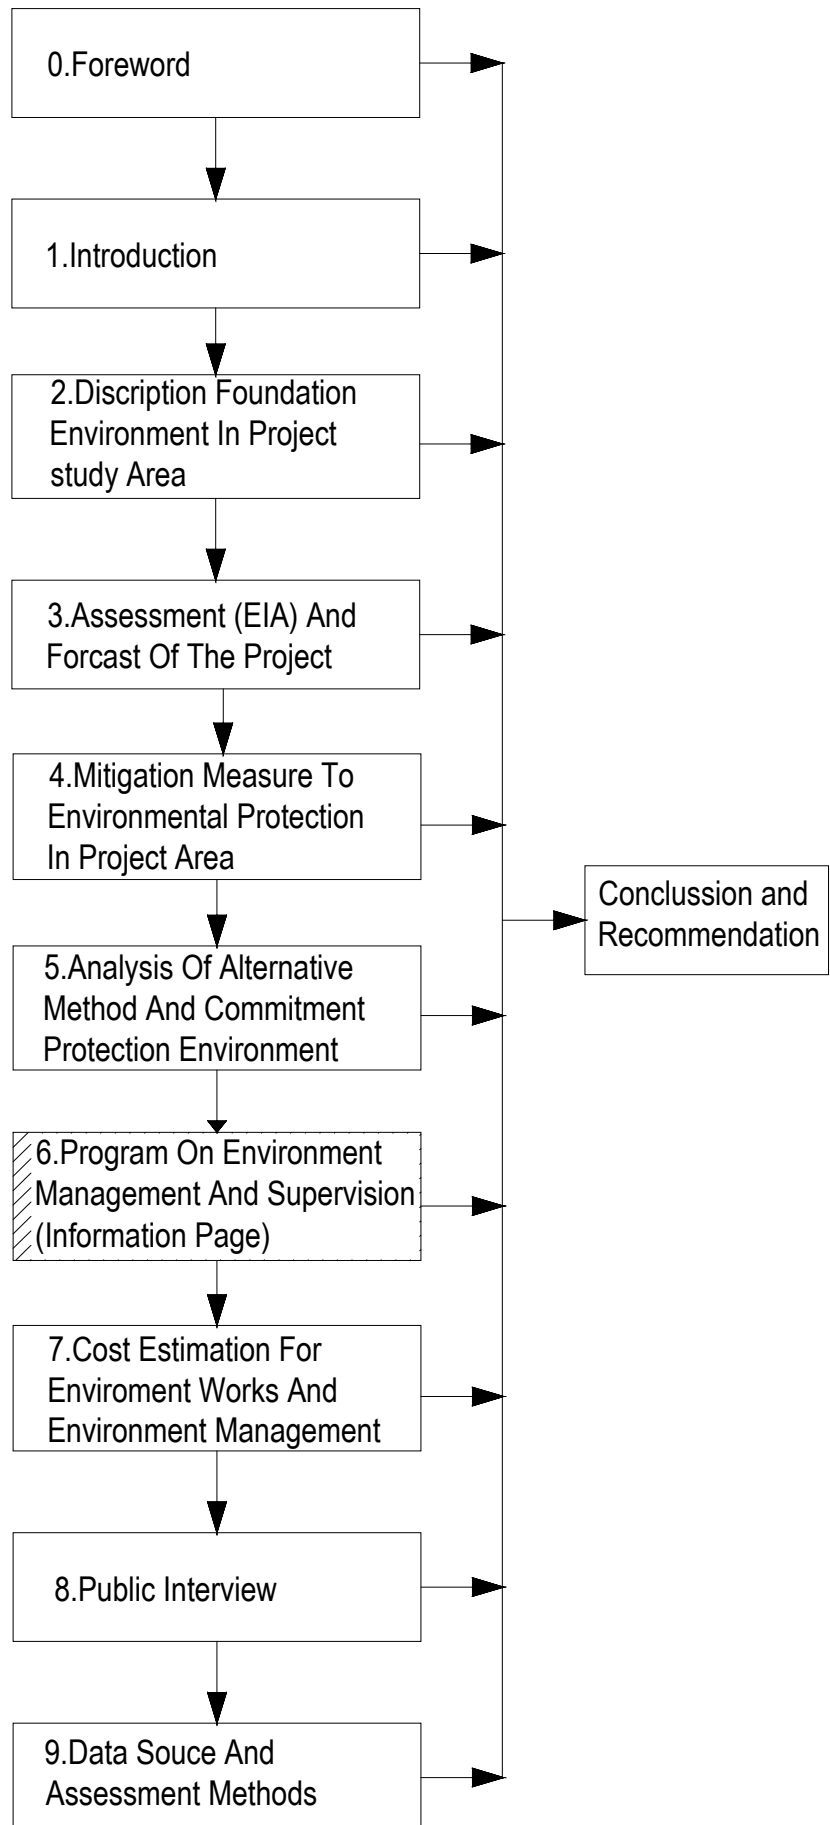 0.Foreword
1.Introduction
2.Discription Foundation
Environment In Project
study Area
3.Assessment (EIA) And
Forcast Of The Project
4.Mitigation Measure To
Environmental Protection
In Project Area
5.Analysis Of Alternative
Method And Commitment
Protection Environment
6.Program On Environment
Management And Supervision
(Information Page)
7.Cost Estimation For
Enviroment Works And
Environment Management
8.Public Interview
9.Data Souce And
Assessment Methods
Conclussion and
Recommendation